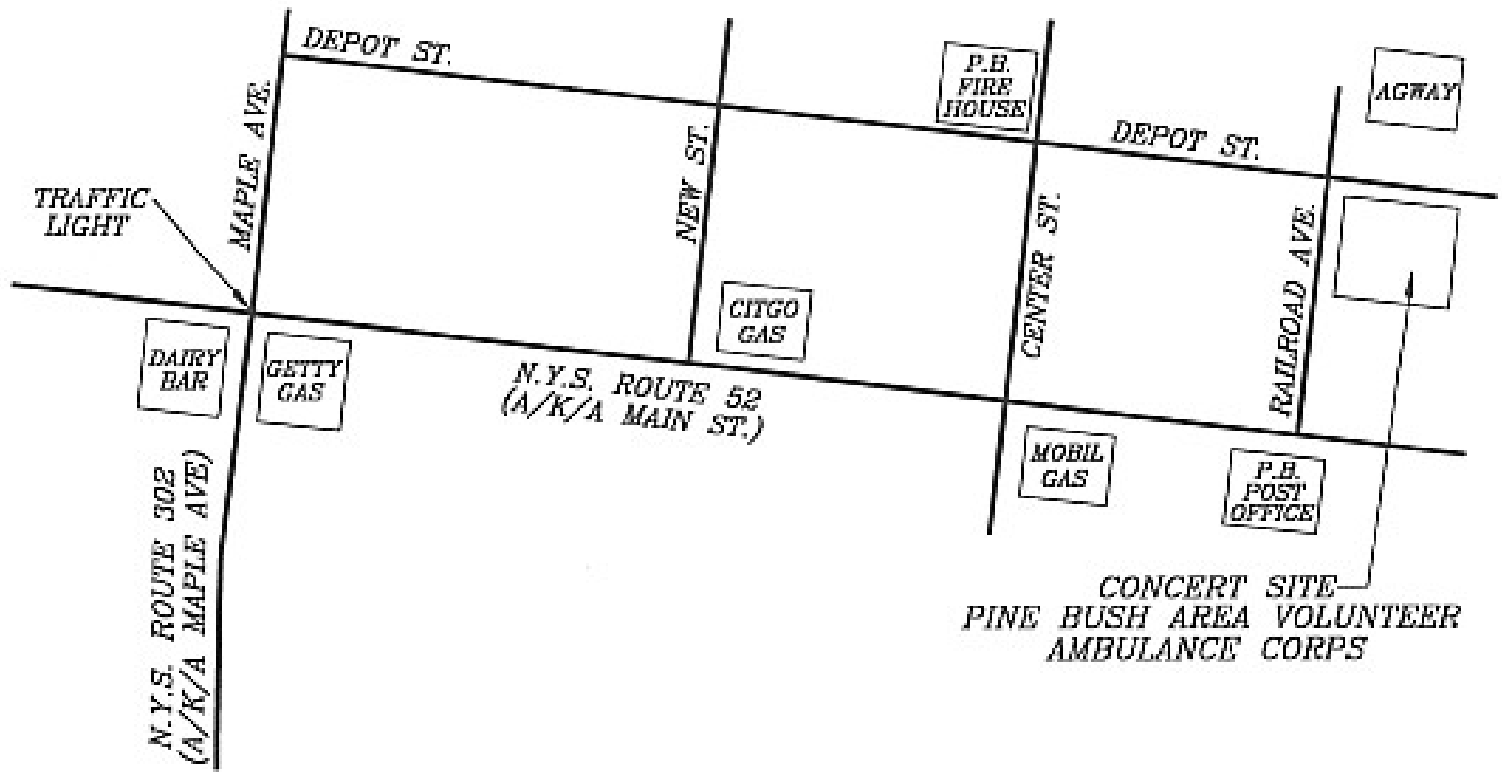 DEPOT ST.
P.B.
FIRE
HOUSE
AGWAY
DEPOT ST.
MAPLE AVE.
NEW ST.
CENTER ST.
RAILROAD AVE.
TRAFFIC
LIGHT
CITGO
GAS
DAIRY
BAR
GETTY
GAS
N.Y.S. ROUTE 52
(A/K/A MAIN ST.)
MOBIL
GAS
P.B.
POST
OFFICE
N.Y.S. ROUTE 302
(A/K/A MAPLE AVE)
CONCERT SITE
PINE BUSH AREA VOLUNTEER
AMBULANCE CORPS